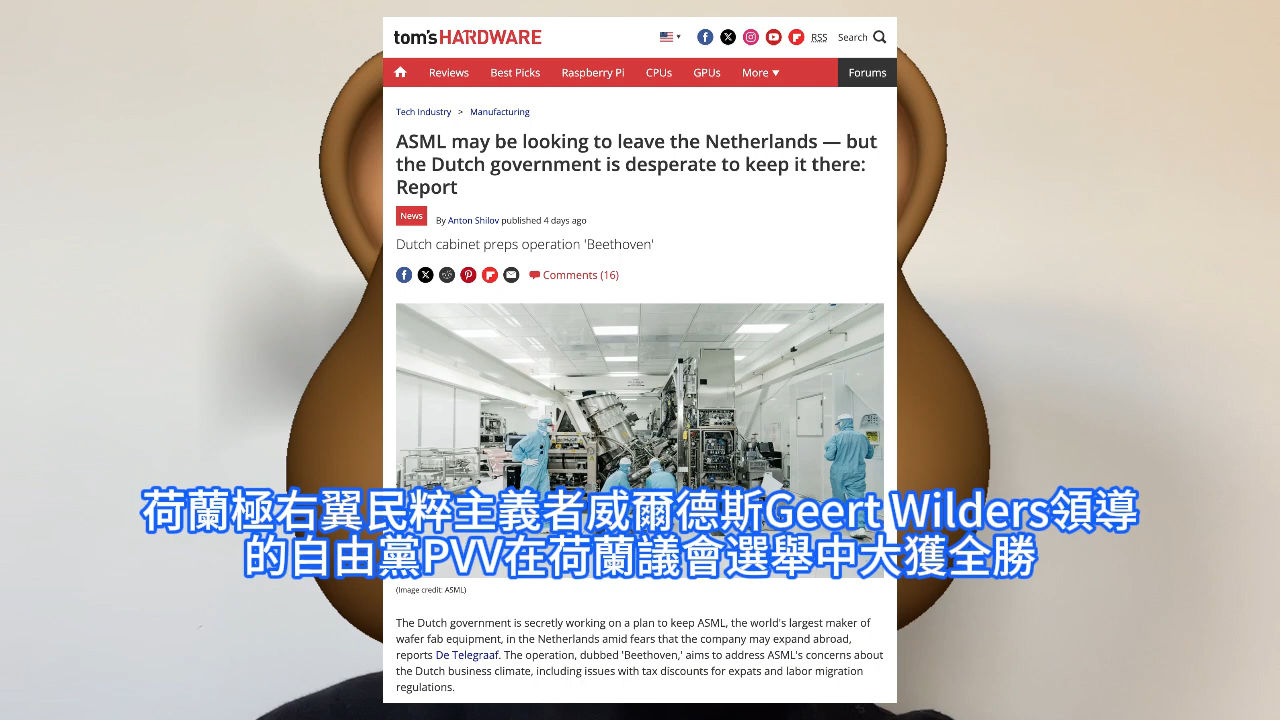 tom'sHARDWARE
RSS Search
Reviews Best Picks Raspberry Pi CPUs GPUs More Forums
Tech Industry > Manufacturing
ASML may be looking to leave the Netherlands — but
the Dutch government is desperate to keep it there:
Report
News By Anton Shilov published 4 days ago
Dutch cabinet preps operation 'Beethoven'
Comments (16)
荷蘭極右翼民粹主義者威爾德斯Geert Wilders領導
的自由黨PVV在荷蘭議會選舉中大獲全勝
(Image credit: ASML)
The Dutch government is secretly working on a plan to keep ASML, the world's largest maker of
wafer fab equipment, in the Netherlands amid fears that the company may expand abroad,
reports De Telegraaf. The operation, dubbed 'Beethoven,' aims to address ASML's concerns about
the Dutch business climate, including issues with tax discounts for expats and labor migration
regulations.